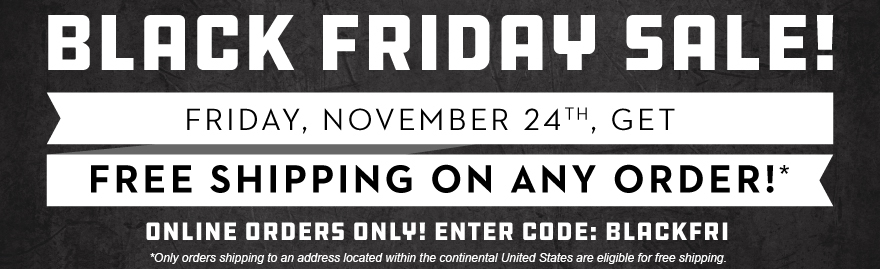 BLACK FRIDAY SALE!
FRIDAY, NOVEMBER 24TH, GET
FREE SHIPPING ON ANY ORDER!*
ONLINE ORDERS ONLY! ENTER CODE: BLACKFRI
*Only orders shipping to an address located within the continental United States are eligible for free shipping.